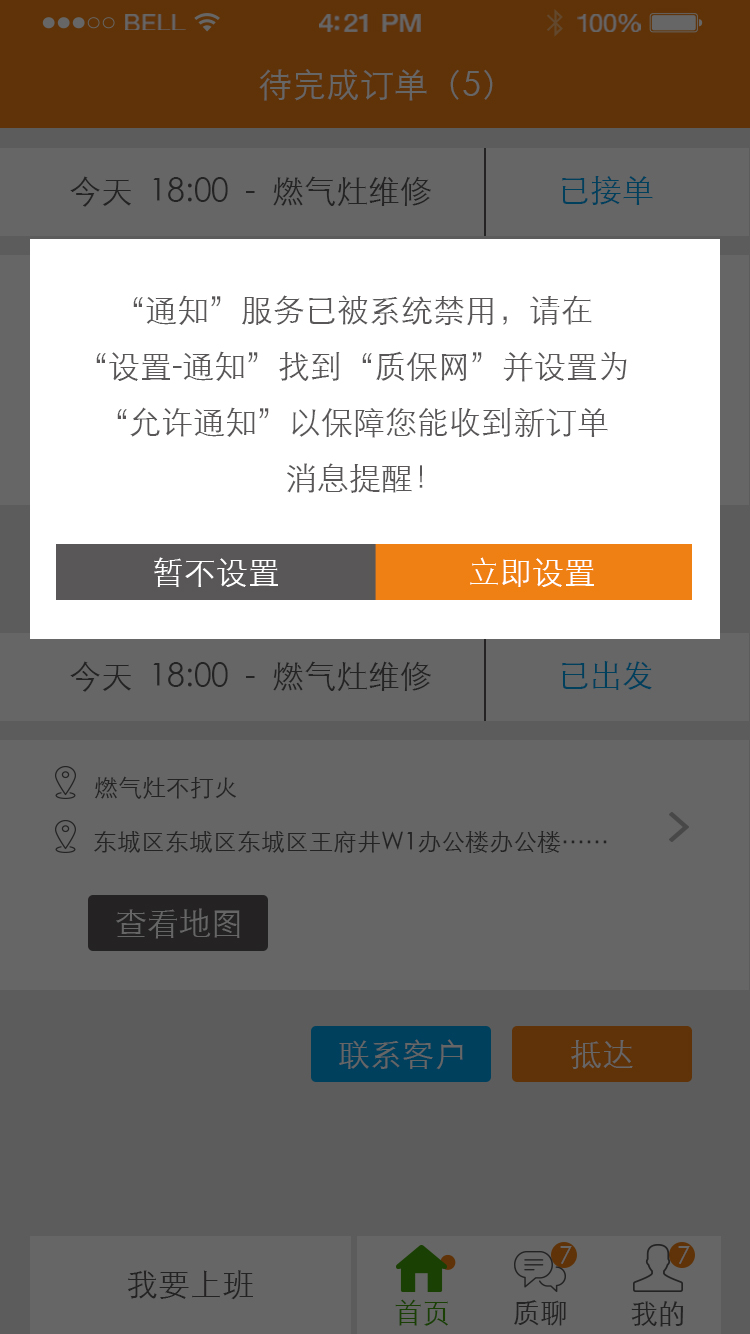 BELL 4:21 PM 100%
待完成订单（5）
今天 18:00 - 燃气灶维修 已接单
“通知”服务已被系统禁用，请在
“设置-通知”找到“质保网”并设置为
“允许通知”以保障您能收到新订单
消息提醒！
暂不设置 立即设置
今天 18:00 - 燃气灶维修 已出发
燃气灶不打火
东城区东城区东城区王府井W1办公楼办公楼……
查看地图
联系客户 抵达
我要上班
7 7
首页 质聊 我的